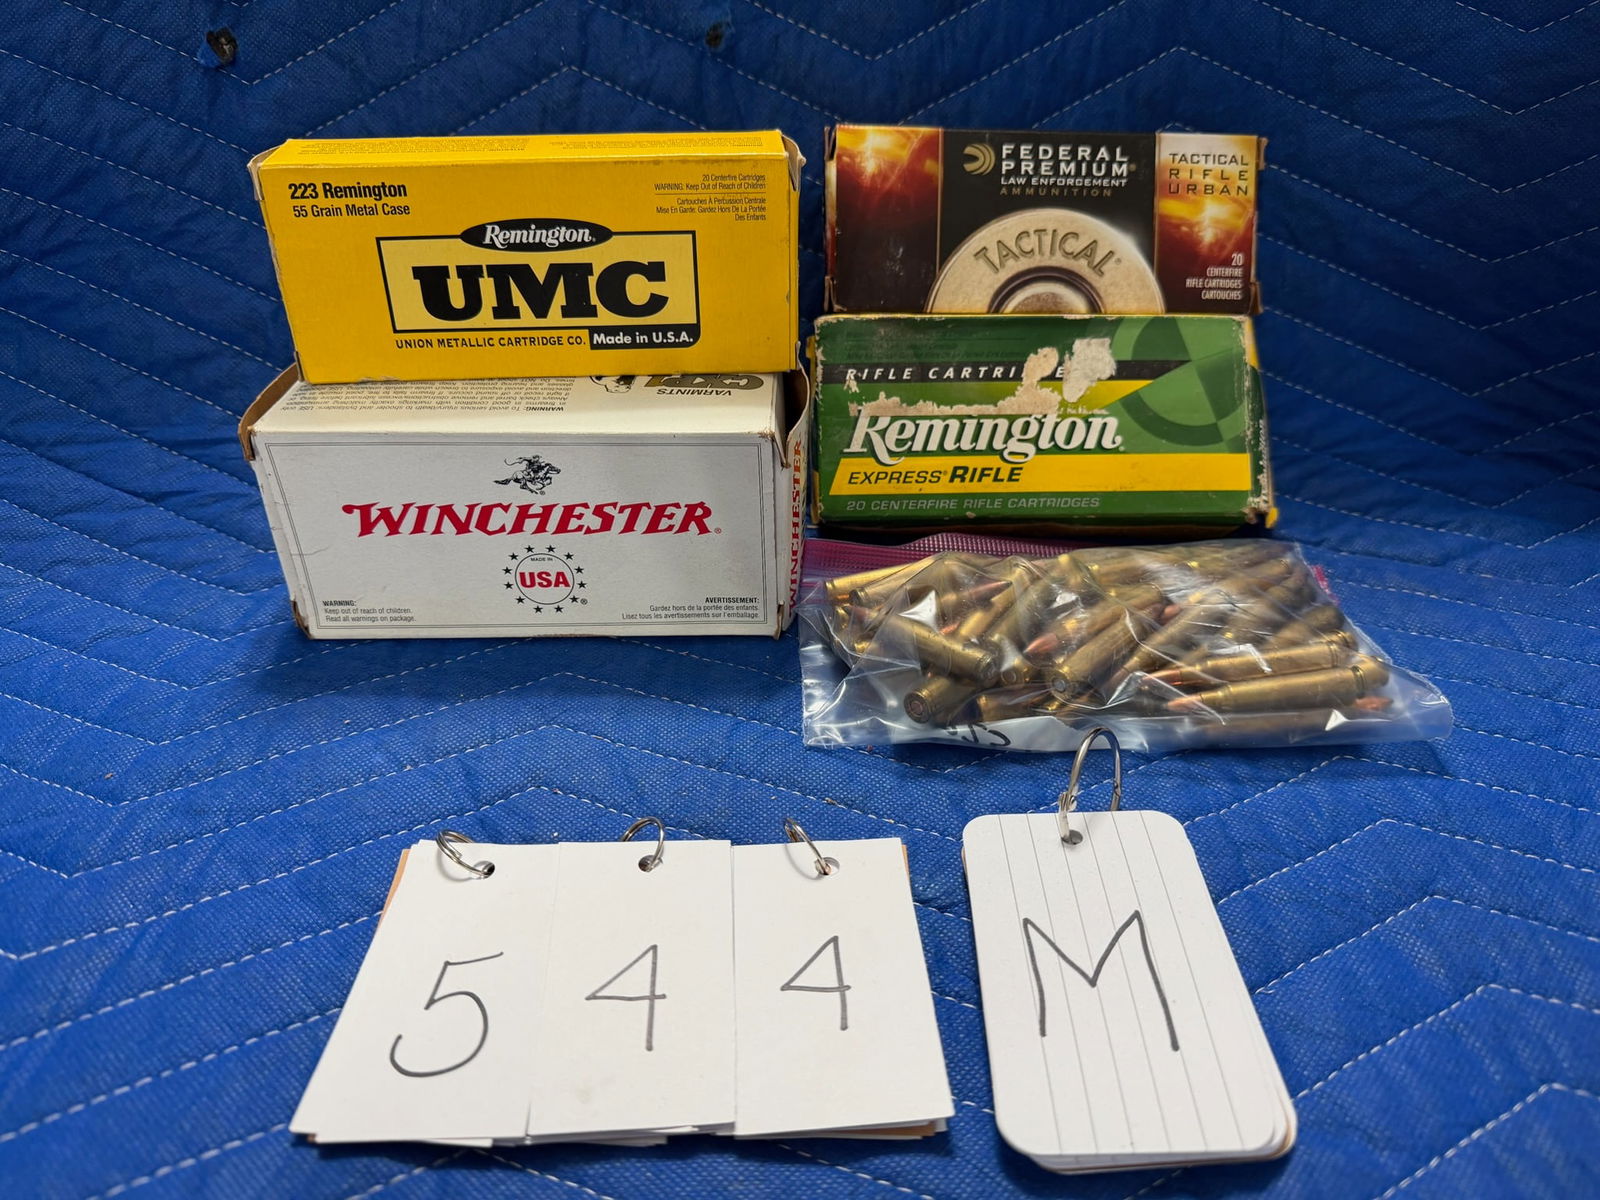 223 Remington
55 Grain Metal Case
20 Centerfire Cartridges
WARNING: Keep Out of Reach of Children
Cartouches À Percussion Centrale
Mise En Garde: Gardez Hors De La Portée
Des Enfants
Remington®
UMC
UNION METALLIC CARTRIDGE CO.
Made in U.S.A.
FEDERAL
PREMIUM®
LAW ENFORCEMENT
AMMUNITION
TACTICAL
RIFLE
URBAN
TACTICAL®
20
CENTERFIRE
RIFLE CARTRIDGES
CARTOUCHES
VARMINTS
WINCHESTER®
MADE IN
USA
®
WARNING:
Keep out of reach of children.
Read all warnings on package.
AVERTISSEMENT:
Gardez hors de la portée des enfants.
Lisez tous les avertissements sur l'emballage.
WINCHESTER
RIFLE CARTRI E
Remington®
EXPRESS® RIFLE
20 CENTERFIRE RIFLE CARTRIDGES
5 4 4 M